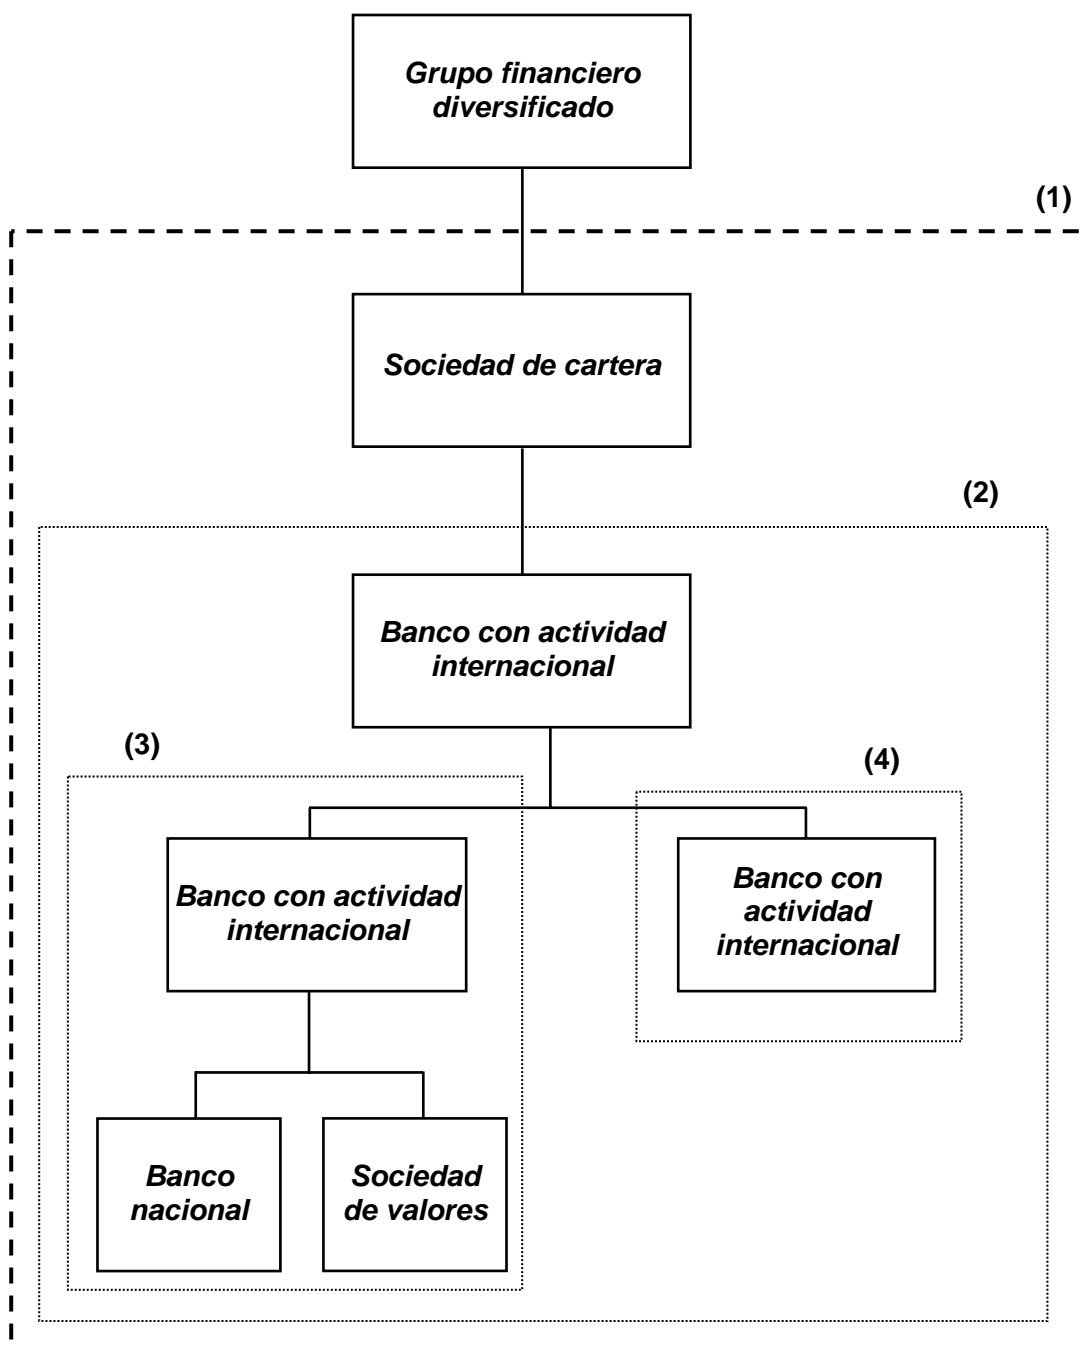 Grupo financiero
diversificado
(1)
Sociedad de cartera
(2)
Banco con actividad
internacional
(3)
(4)
Banco con actividad
internacional
Banco con
actividad
internacional
Banco
nacional
Sociedad
de valores